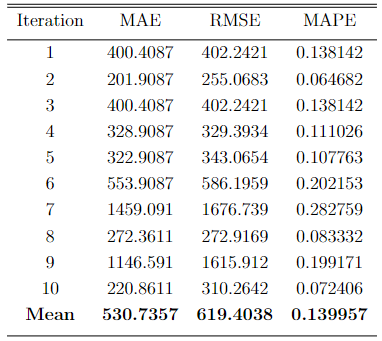 Iteration MAE RMSE MAPE
1 400.4087 402.2421 0.138142
2 201.9087 255.0683 0.064682
3 400.4087 402.2421 0.138142
4 328.9087 329.3934 0.111026
5 322.9087 343.0654 0.107763
6 553.9087 586.1959 0.202153
7 1459.091 1676.739 0.282759
8 272.3611 272.9169 0.083332
9 1146.591 1615.912 0.199171
10 220.8611 310.2642 0.072406
Mean 530.7357 619.4038 0.139957